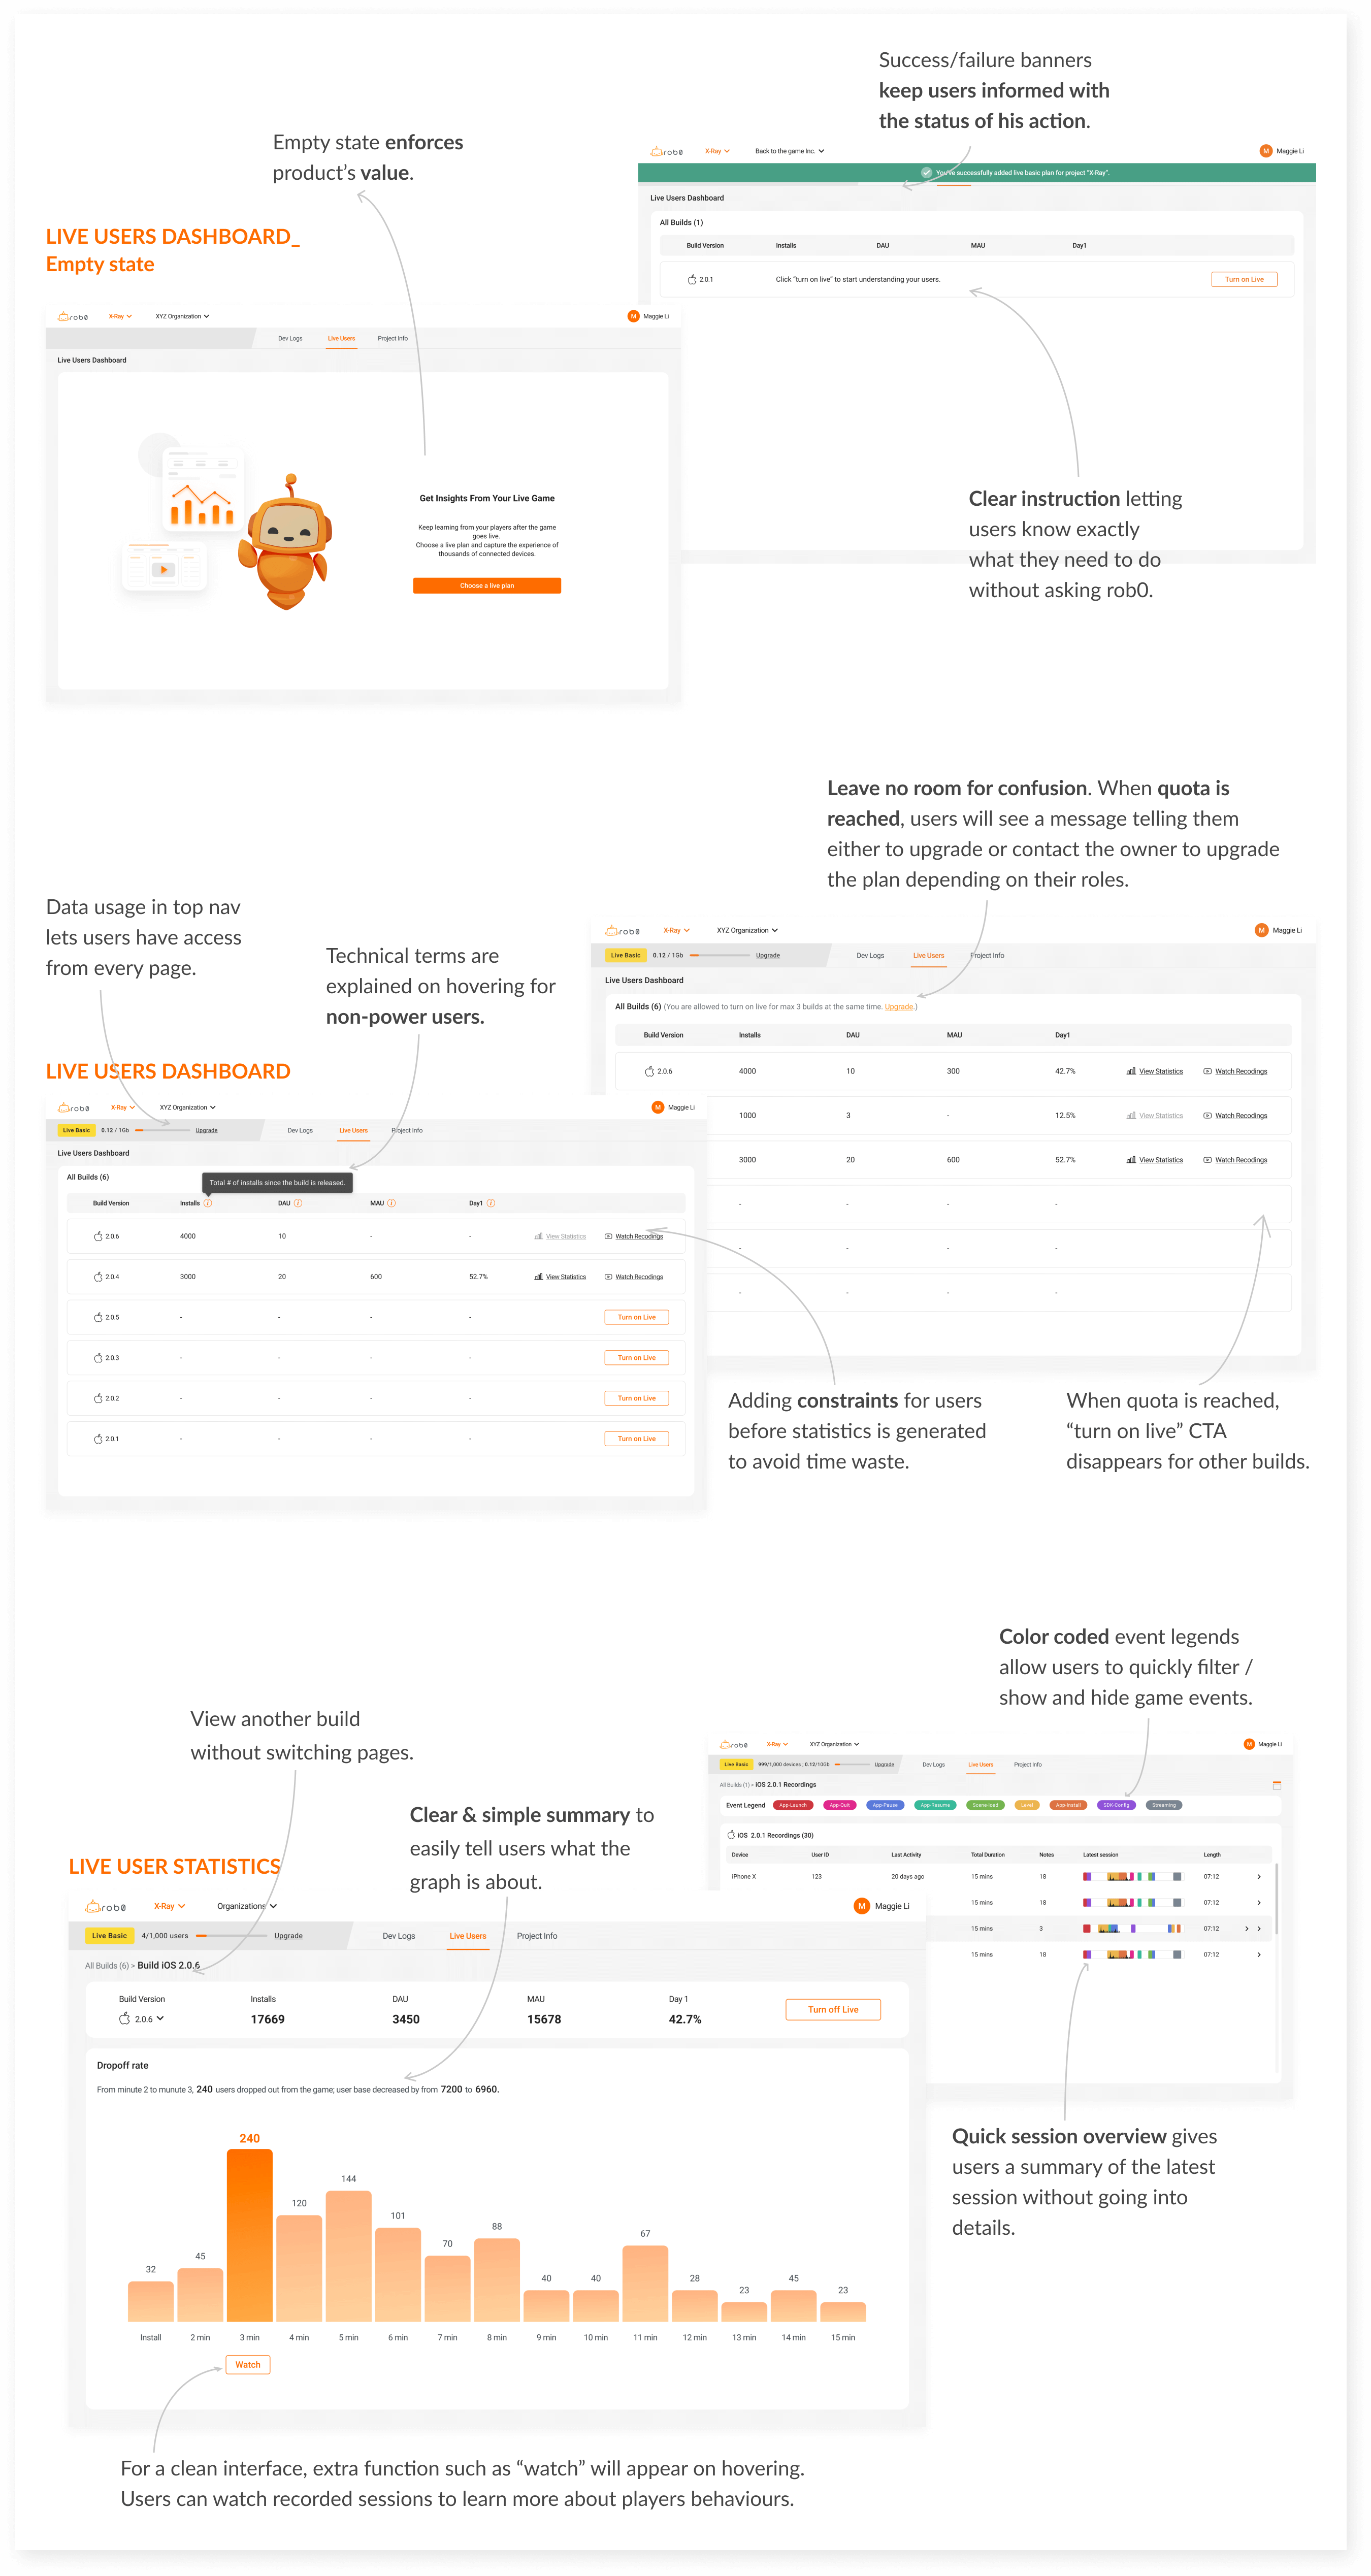 Success/failure banners
keep users informed with
the status of his action.
Empty state enforces
product's value.
LIVE USERS DASHBOARD_
Empty state
rob0 X-Ray Back to the game Inc. M Maggie Li
You've successfully added live basic plan for project "X-Ray".
Live Users Dashboard
All Builds (1)
Build Version Installs DAU MAU Day1
2.0.1 Click "turn on live" to start understanding your users. Turn on Live
Clear instruction letting
users know exactly
what they need to do
without asking rob0.
rob0 X-Ray XYZ Organization M Maggie Li
Dev Logs Live Users Project Info
Live Users Dashboard
Get Insights From Your Live Game
Keep learning from your players after the game
goes live.
Choose a live plan and capture the experience of
thousands of connected devices.
Choose a live plan
Leave no room for confusion. When quota is
reached, users will see a message telling them
either to upgrade or contact the owner to upgrade
the plan depending on their roles.
Data usage in top nav
lets users have access
from every page.
Technical terms are
explained on hovering for
non-power users.
LIVE USERS DASHBOARD
rob0 X-Ray XYZ Organization M Maggie Li
Live Basic 0.12 / 1Gb Upgrade Dev Logs Live Users Project Info
Live Users Dashboard
All Builds (6) (You are allowed to turn on live for max 3 builds at the same time. Upgrade.)
Build Version Installs DAU MAU Day1
2.0.6 4000 10 300 42.7% View Statistics Watch Recodings
1000 3 - 12.5% View Statistics Watch Recodings
3000 20 600 52.7% View Statistics Watch Recodings
- - - -
- - - -
- - - -
rob0 X-Ray XYZ Organization M Maggie Li
Live Basic 0.12 / 1Gb Upgrade Dev Logs Live Users Project Info
Live Users Dashboard
All Builds (6)
Total # of installs since the build is released.
Build Version Installs i DAU i MAU i Day1 i
2.0.6 4000 10 - - View Statistics Watch Recodings
2.0.4 3000 20 600 52.7% View Statistics Watch Recodings
2.0.5 - - - - Turn on Live
2.0.3 - - - - Turn on Live
2.0.2 - - - - Turn on Live
2.0.1 - - - - Turn on Live
Adding constraints for users
before statistics is generated
to avoid time waste.
When quota is reached,
"turn on live" CTA
disappears for other builds.
Color coded event legends
allow users to quickly filter /
show and hide game events.
View another build
without switching pages.
Clear & simple summary to
easily tell users what the
graph is about.
LIVE USER STATISTICS
rob0 X-Ray XYZ Organization M Maggie Li
Live Basic 999/1,000 devices ; 0.12/10Gb Upgrade Dev Logs Live Users Project Info
All Builds (1) > iOS 2.0.1 Recordings
Event Legend App-Launch App-Quit App-Pause App-Resume Scene-load Level App-Install SDK-Config Streaming
iOS 2.0.1 Recordings (30)
Device User ID Last Activity Total Duration Notes Latest session Length
iPhone X 123 20 days ago 15 mins 18 07:12
15 mins 18 07:12
15 mins 3 07:12
15 mins 18 07:12
rob0 X-Ray Organizations M Maggie Li
Live Basic 4/1,000 users Upgrade Dev Logs Live Users Project Info
All Builds (6) > Build iOS 2.0.6
Build Version Installs DAU MAU Day 1
2.0.6 17669 3450 15678 42.7% Turn off Live
Dropoff rate
From minute 2 to munute 3, 240 users dropped out from the game; user base decreased by from 7200 to 6960.
32 45 240 120 144 101 70 88 40 40 67 28 23 45 23
Install 2 min 3 min 4 min 5 min 6 min 7 min 8 min 9 min 10 min 11 min 12 min 13 min 14 min 15 min
Watch
Quick session overview gives
users a summary of the latest
session without going into
details.
For a clean interface, extra function such as "watch" will appear on hovering.
Users can watch recorded sessions to learn more about players behaviours.